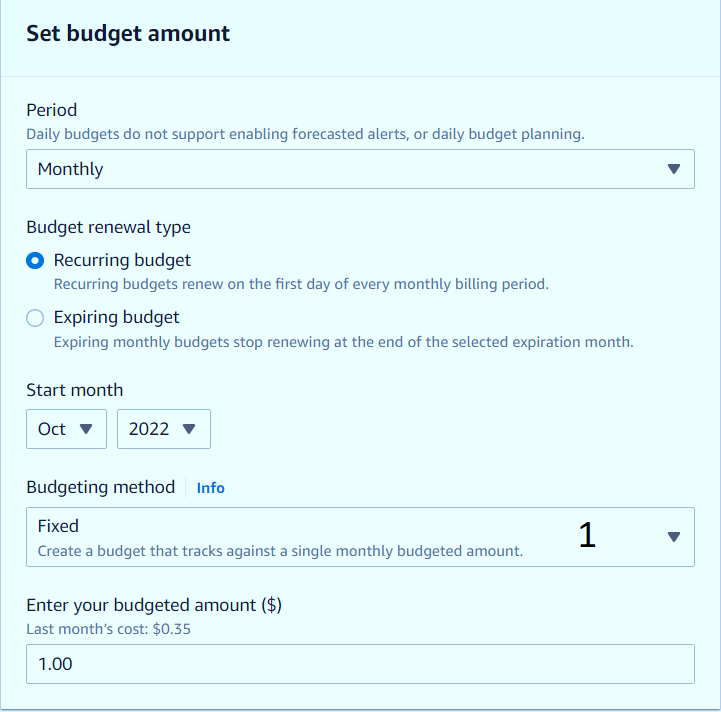 Set budget amount
Period
Daily budgets do not support enabling forecasted alerts, or daily budget planning.
Monthly
Budget renewal type
Recurring budget
Recurring budgets renew on the first day of every monthly billing period.
Expiring budget
Expiring monthly budgets stop renewing at the end of the selected expiration month.
Start month
Oct 2022
Budgeting method Info
Fixed
Create a budget that tracks against a single monthly budgeted amount.
1
Enter your budgeted amount ($)
Last month’s cost: $0.35
1.00